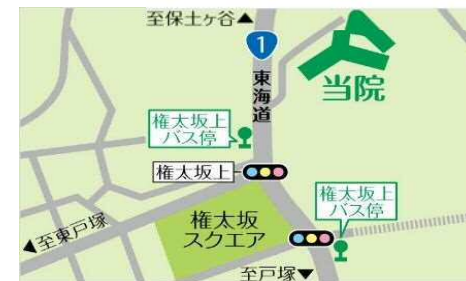 至保土ヶ谷▲
1
東海道
当院
権太坂上
バス停
権太坂上
権太坂
スクエア
権太坂上
バス停
◀至東戸塚
至戸塚▼